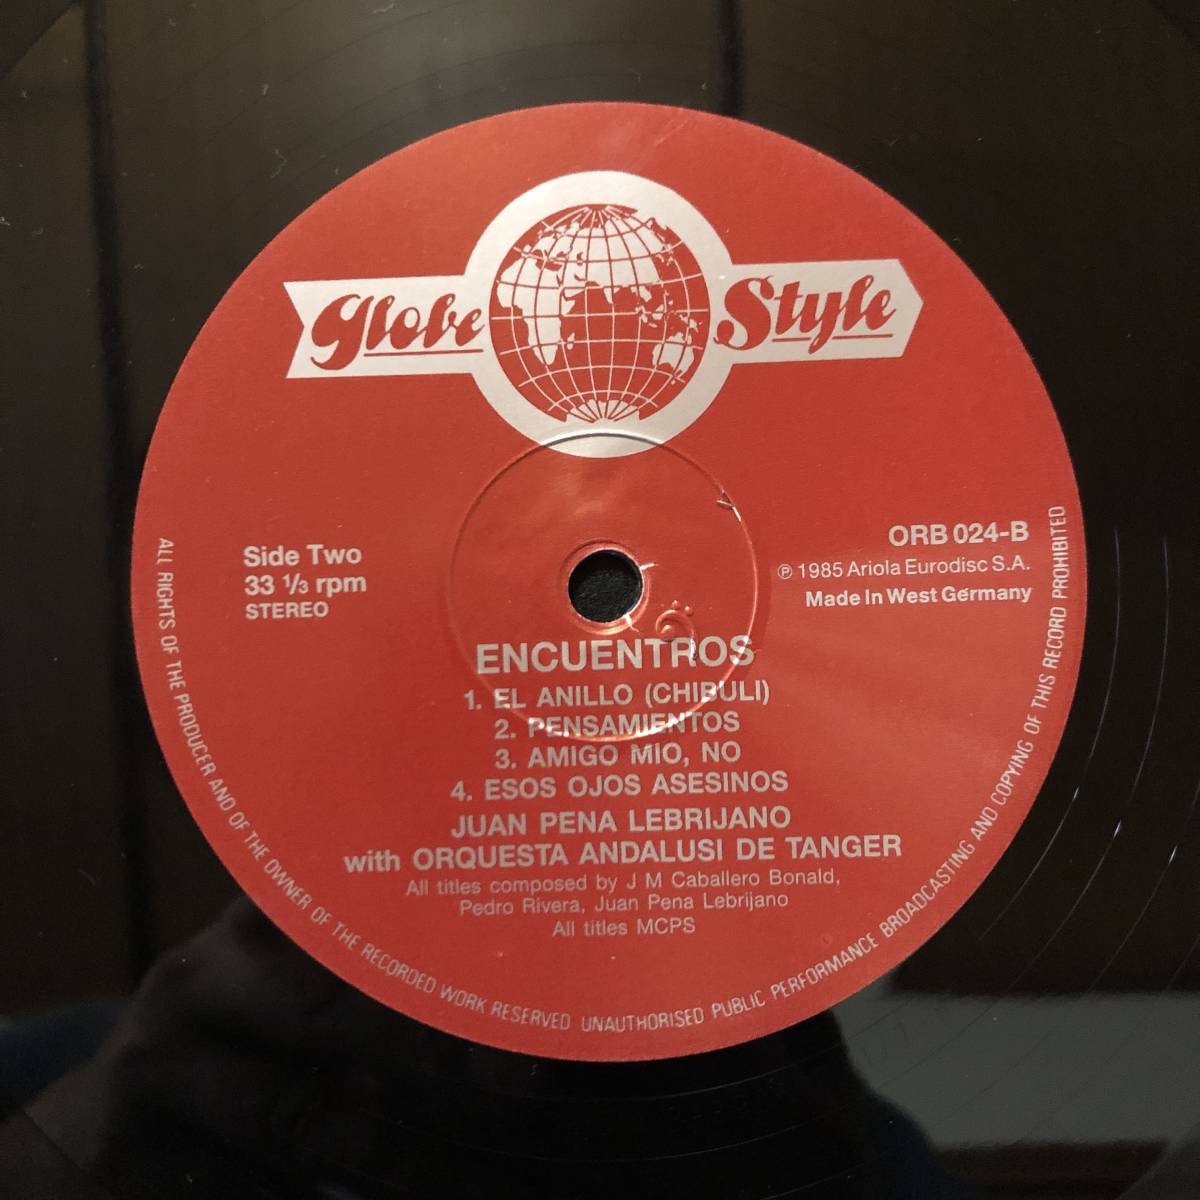 Globe Style
Side Two
33 1/3 rpm
STEREO
ORB 024-B
℗ 1985 Ariola Eurodisc S.A.
Made In West Germany
ENCUENTROS
1. EL ANILLO (CHIBULI)
2. PENSAMIENTOS
3. AMIGO MIO, NO
4. ESOS OJOS ASESINOS
JUAN PENA LEBRIJANO
with ORQUESTA ANDALUSI DE TANGER
All titles composed by J M Caballero Bonald,
Pedro Rivera, Juan Pena Lebrijano
All titles MCPS
ALL RIGHTS OF THE PRODUCER AND OF THE OWNER OF THE RECORDED WORK RESERVED UNAUTHORISED PUBLIC PERFORMANCE BROADCASTING AND COPYING OF THIS RECORD PROHIBITED